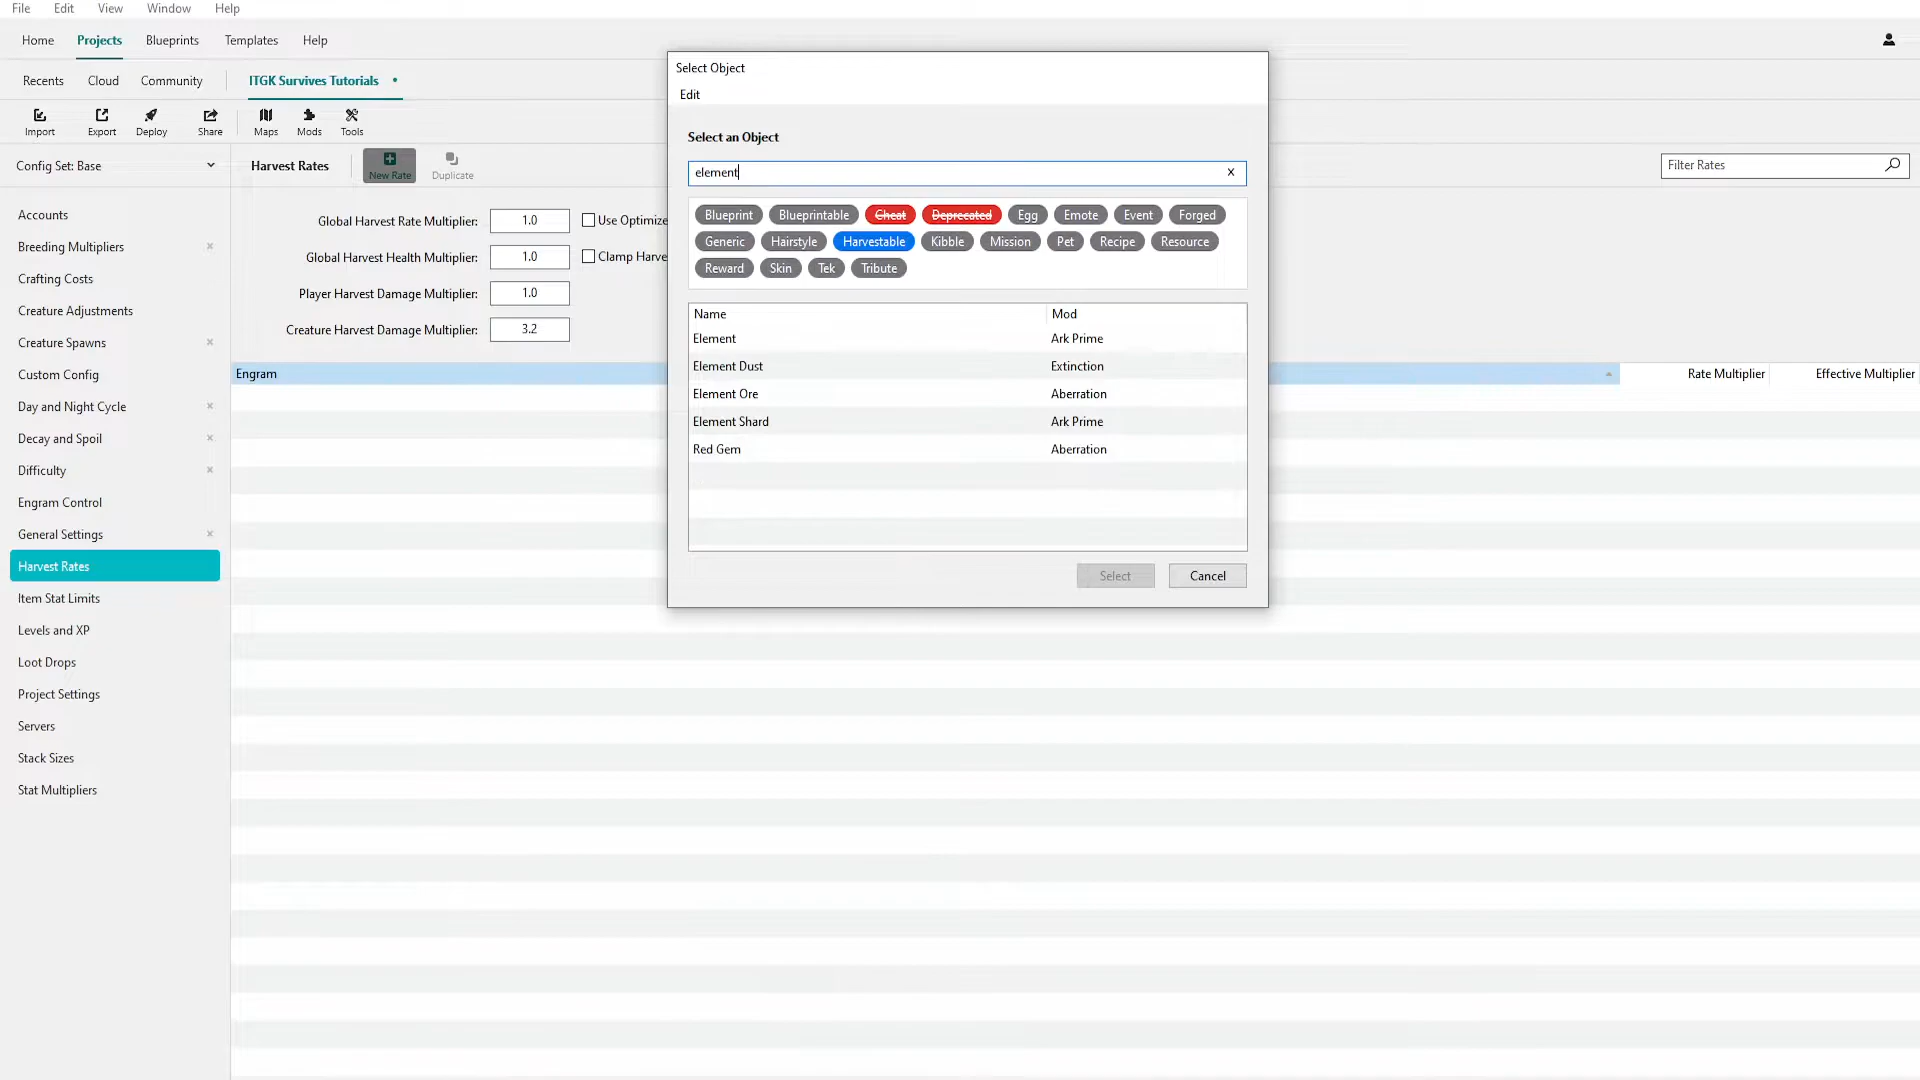 File Edit View Window Help
Home Projects Blueprints Templates Help
Recents Cloud Community ITGK Survives Tutorials •
Import Export Deploy Share Maps Mods Tools
Config Set: Base
Harvest Rates New Rate Duplicate
Filter Rates
Accounts
Breeding Multipliers ×
Crafting Costs
Creature Adjustments
Creature Spawns ×
Custom Config
Day and Night Cycle ×
Decay and Spoil ×
Difficulty ×
Engram Control
General Settings ×
Harvest Rates
Item Stat Limits
Levels and XP
Loot Drops
Project Settings
Servers
Stack Sizes
Stat Multipliers
Global Harvest Rate Multiplier: 1.0 Use Optimize
Global Harvest Health Multiplier: 1.0 Clamp Harve
Player Harvest Damage Multiplier: 1.0
Creature Harvest Damage Multiplier: 3.2
Engram Rate Multiplier Effective Multiplier
Select Object
Edit
Select an Object
element x
Blueprint Blueprintable Cheat Deprecated Egg Emote Event Forged
Generic Hairstyle Harvestable Kibble Mission Pet Recipe Resource
Reward Skin Tek Tribute
Name Mod
Element Ark Prime
Element Dust Extinction
Element Ore Aberration
Element Shard Ark Prime
Red Gem Aberration
Select Cancel